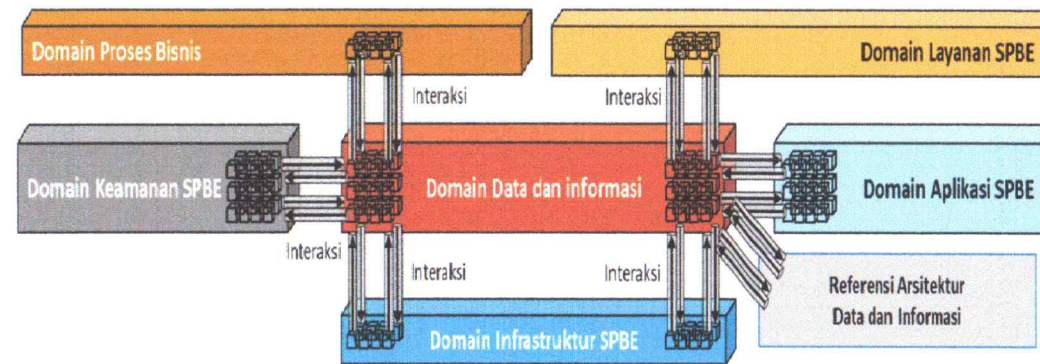 Domain Proses Bisnis
Domain Layanan SPBE
Interaksi
Interaksi
Domain Keamanan SPBE
Domain Data dan informasi
Domain Aplikasi SPBE
Interaksi
Interaksi
Interaksi
Referensi Arsitektur
Data dan Informasi
Domain Infrastruktur SPBE